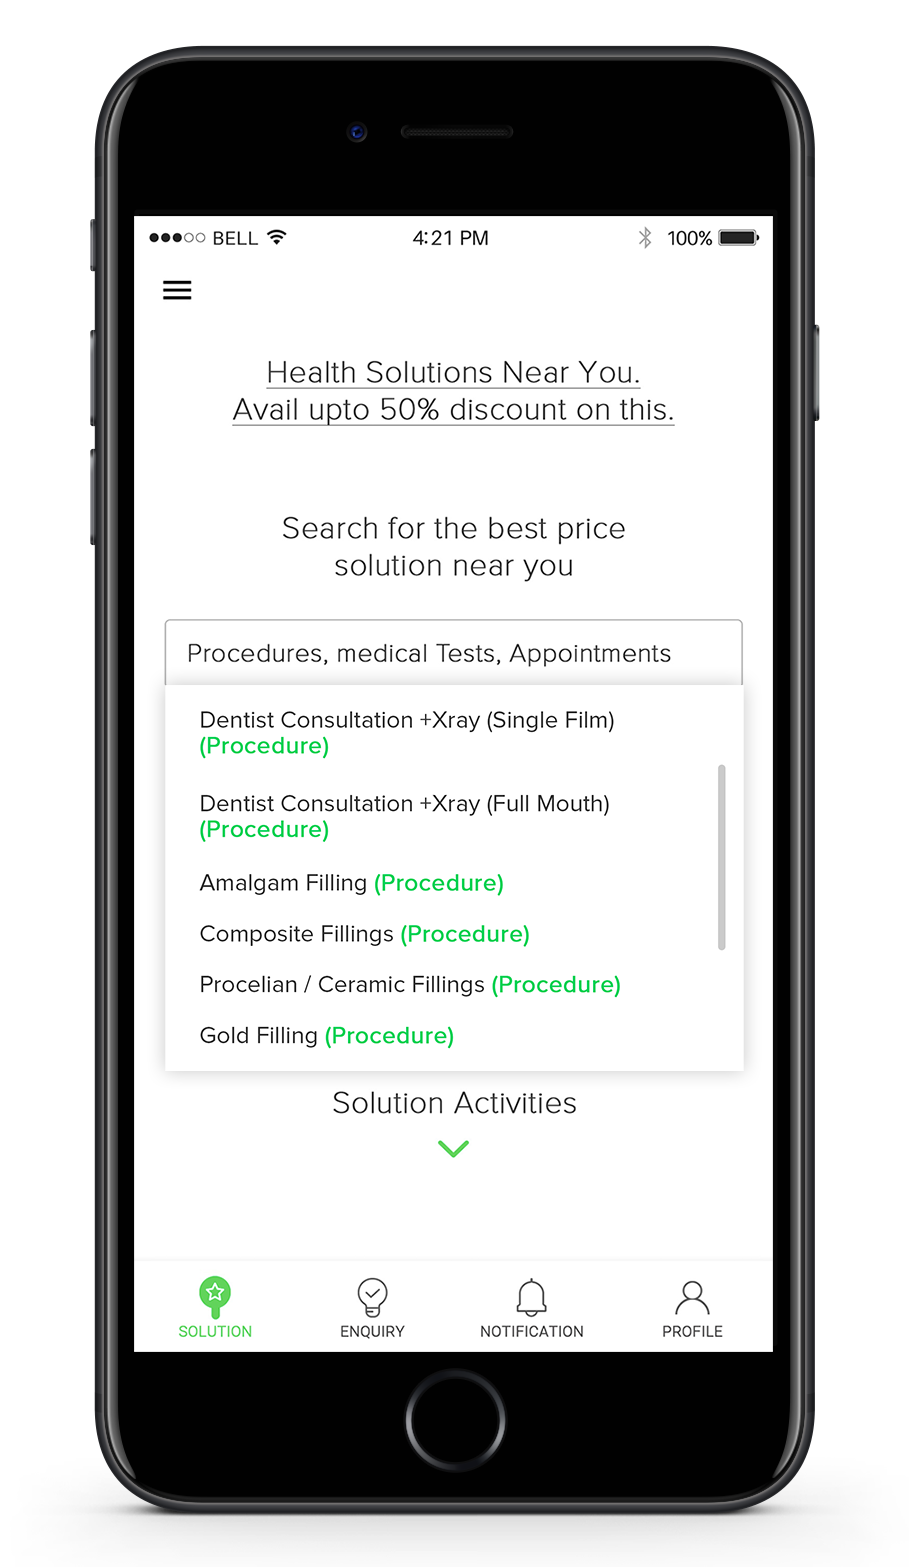 BELL
4:21 PM
100%
Health Solutions Near You.
Avail upto 50% discount on this.
Search for the best price
solution near you
Procedures, medical Tests, Appointments
Dentist Consultation +Xray (Single Film)
(Procedure)
Dentist Consultation +Xray (Full Mouth)
(Procedure)
Amalgam Filling (Procedure)
Composite Fillings (Procedure)
Procelian / Ceramic Fillings (Procedure)
Gold Filling (Procedure)
Solution Activities
SOLUTION
ENQUIRY
NOTIFICATION
PROFILE